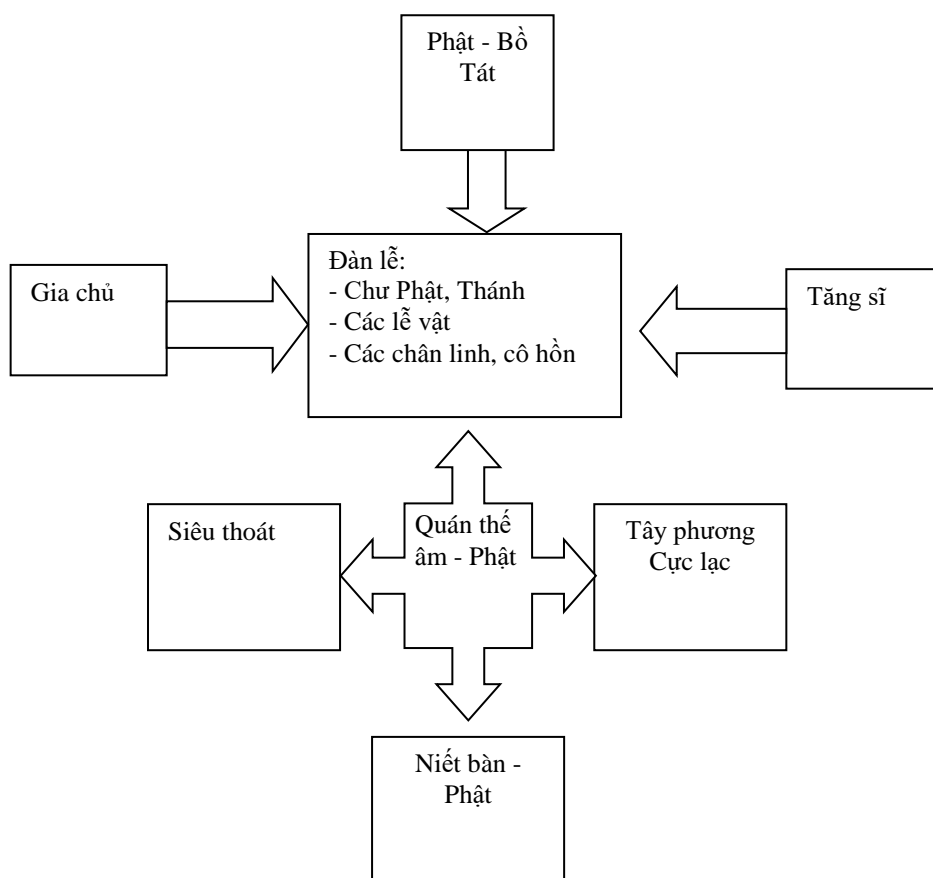 Phật - Bồ
Tát
Đàn lễ:
- Chư Phật, Thánh
- Các lễ vật
- Các chân linh, cô hồn
Gia chủ
Tăng sĩ
Siêu thoát
Quán thế
âm - Phật
Tây phương
Cực lạc
Niết bàn -
Phật